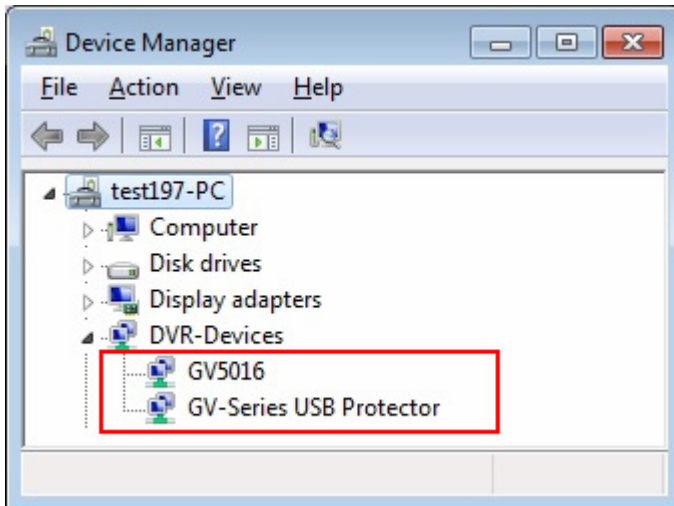 Device Manager
File Action View Help
test197-PC
Computer
Disk drives
Display adapters
DVR-Devices
GV5016
GV-Series USB Protector